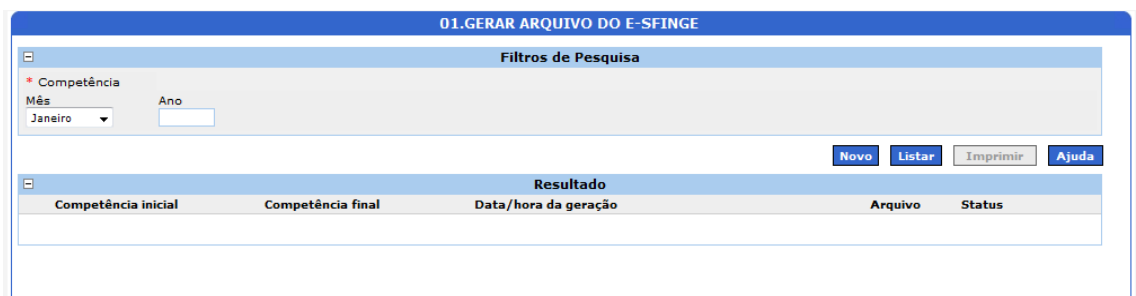 01.GERAR ARQUIVO DO E-SFINGE
Filtros de Pesquisa
* Competência
Mês Ano
Janeiro
Novo Listar Imprimir Ajuda
Resultado
Competência inicial Competência final Data/hora da geração Arquivo Status